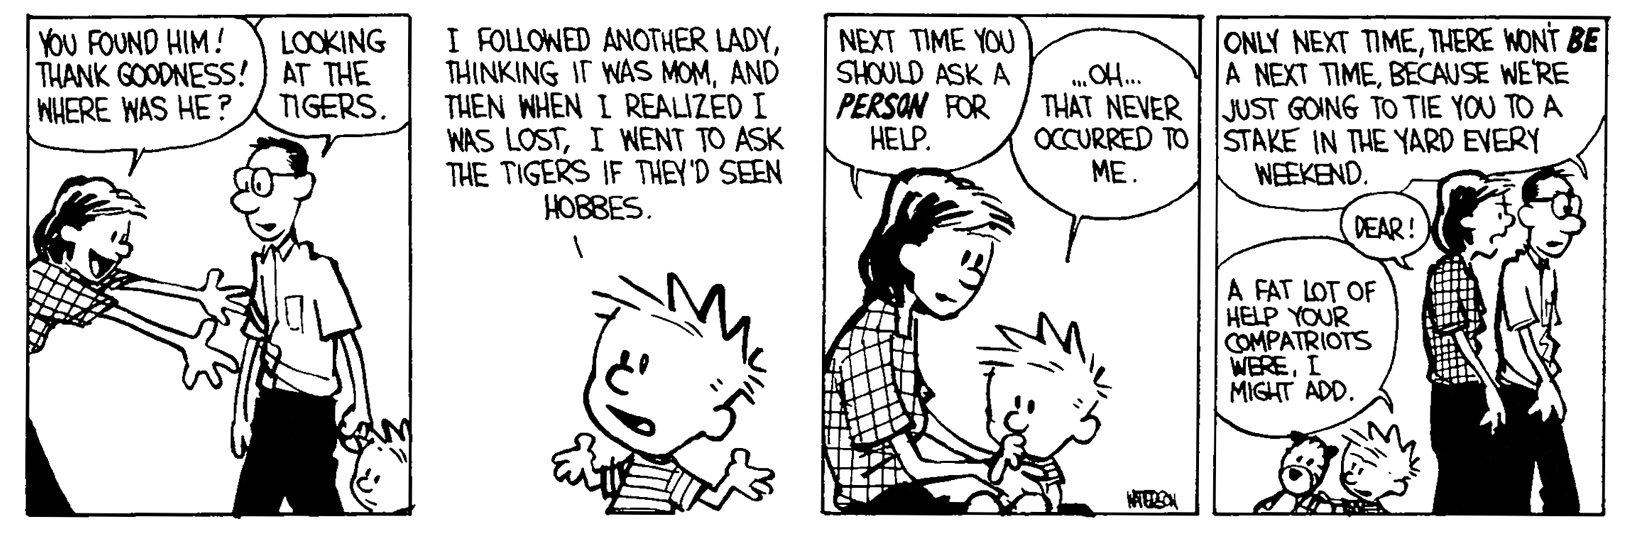 YOU FOUND HIM!
THANK GOODNESS!
WHERE WAS HE?
LOOKING
AT THE
TIGERS.
I FOLLOWED ANOTHER LADY,
THINKING IT WAS MOM, AND
THEN WHEN I REALIZED I
WAS LOST, I WENT TO ASK
THE TIGERS IF THEY'D SEEN
HOBBES.
NEXT TIME YOU
SHOULD ASK A
PERSON FOR
HELP.
...OH...
THAT NEVER
OCCURRED TO
ME.
WATTERSON
ONLY NEXT TIME, THERE WON'T BE
A NEXT TIME, BECAUSE WE'RE
JUST GOING TO TIE YOU TO A
STAKE IN THE YARD EVERY
WEEKEND.
DEAR!
A FAT LOT OF
HELP YOUR
COMPATRIOTS
WERE, I
MIGHT ADD.